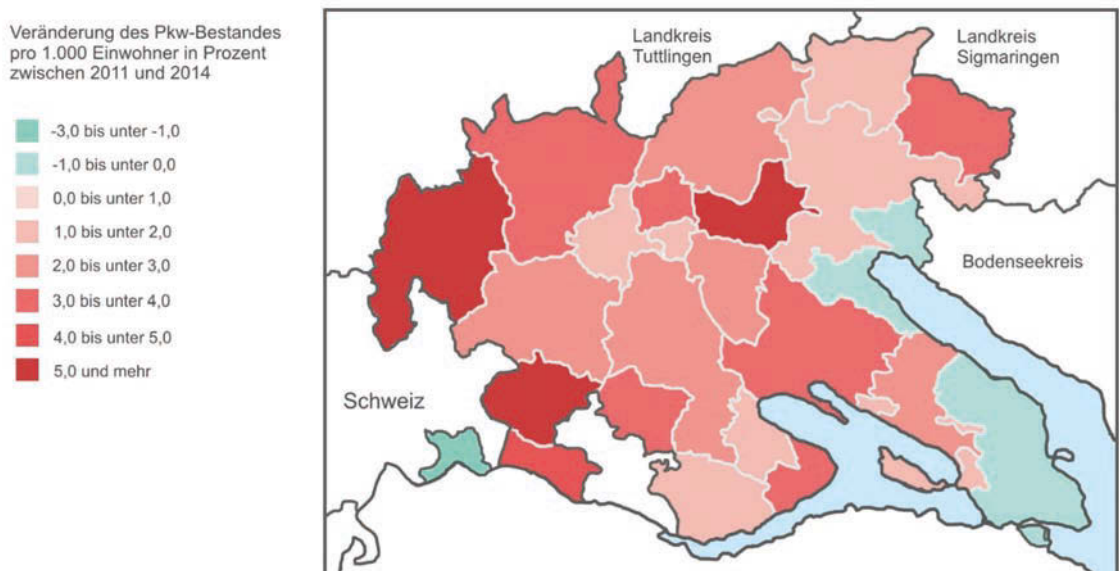 Veränderung des Pkw-Bestandes
pro 1.000 Einwohner in Prozent
zwischen 2011 und 2014
-3,0 bis unter -1,0
-1,0 bis unter 0,0
0,0 bis unter 1,0
1,0 bis unter 2,0
2,0 bis unter 3,0
3,0 bis unter 4,0
4,0 bis unter 5,0
5,0 und mehr
Landkreis
Tuttlingen
Landkreis
Sigmaringen
Bodenseekreis
Schweiz